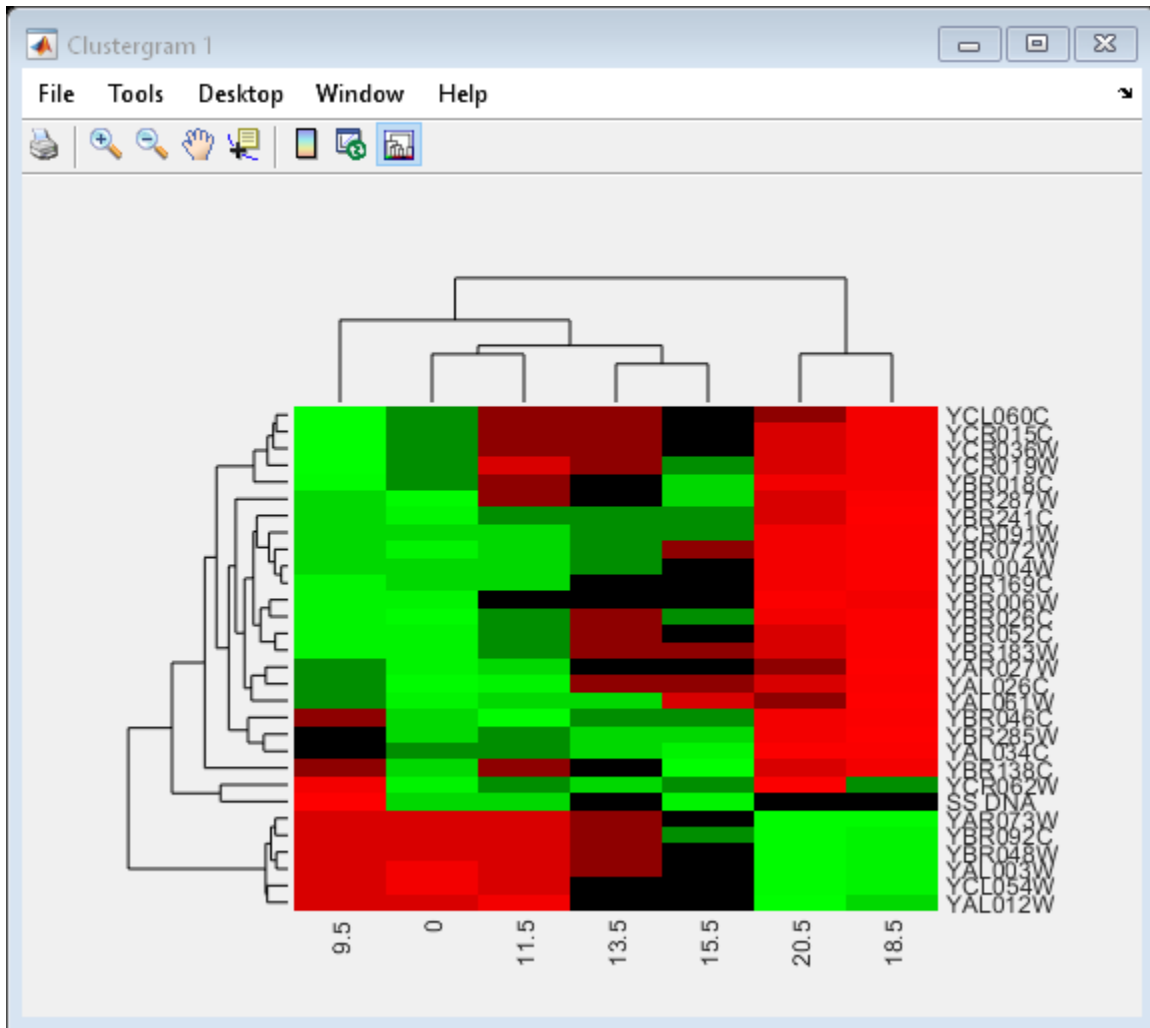 Clustergram 1
File Tools Desktop Window Help
YCL060C
YCR015C
YCR036W
YCR019W
YBR018C
YBR287W
YBR241C
YCR091W
YBR072W
YDL004W
YBR169C
YBR006W
YBR026C
YBR052C
YBR183W
YAR027W
YAL026C
YAL061W
YBR046C
YBR285W
YAL034C
YBR138C
YCR062W
SS DNA
YAR073W
YBR092C
YBR048W
YAL003W
YCL054W
YAL012W
9.5 0 11.5 13.5 15.5 20.5 18.5